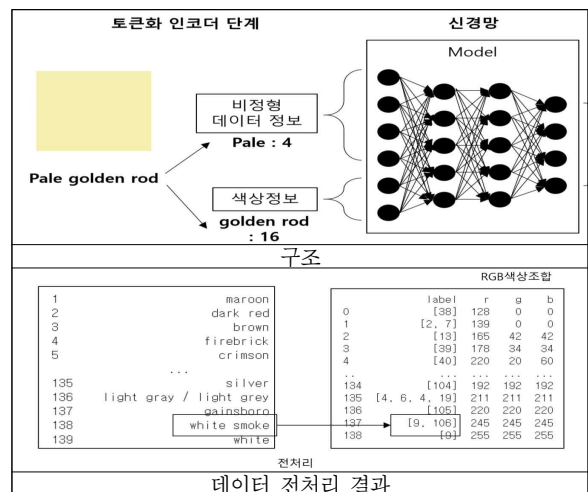 토큰화 인코더 단계
신경망
Model
비정형
데이터 정보
Pale : 4
Pale golden rod
색상정보
golden rod
: 16
구조
RGB색상조합
1 maroon
2 dark red
3 brown
4 firebrick
5 crimson
...
135 silver
136 light gray / light grey
137 gainsboro
138 white smoke
139 white
label r g b
0 [38] 128 0 0
1 [2, 7] 139 0 0
2 [13] 165 42 42
3 [39] 178 34 34
4 [40] 220 20 60
.. ... ... ... ...
134 [104] 192 192 192
135 [4, 6, 4, 19] 211 211 211
136 [105] 220 220 220
137 [9, 106] 245 245 245
138 [9] 255 255 255
전처리
데이터 전처리 결과